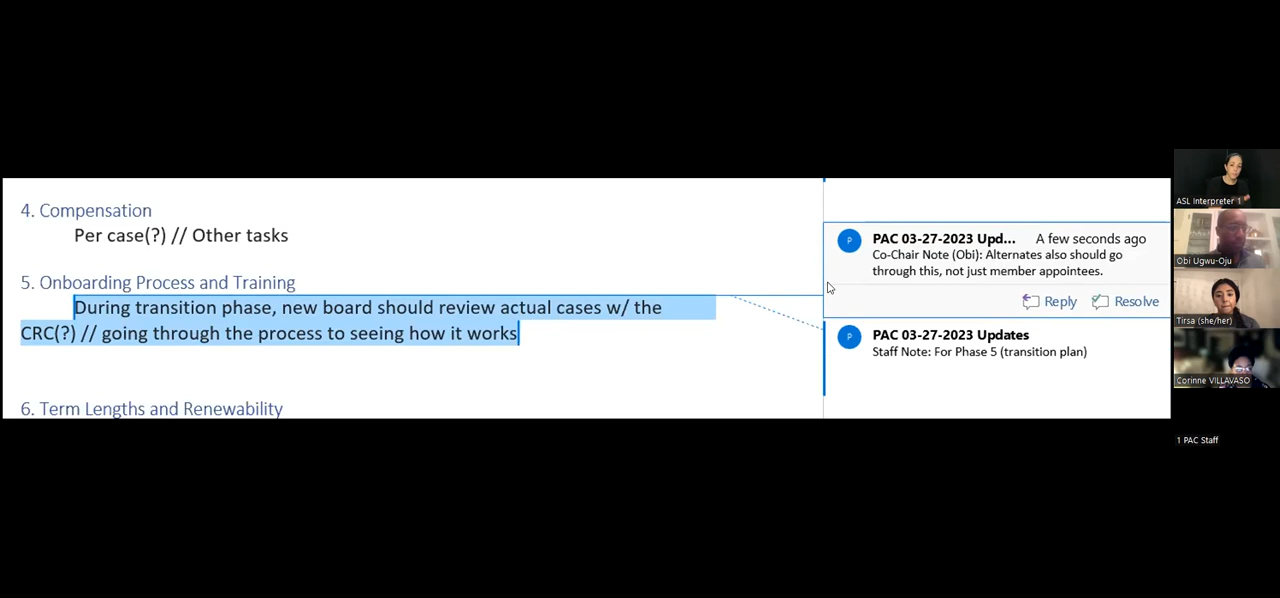 4. Compensation
Per case(?) // Other tasks
5. Onboarding Process and Training
During transition phase, new board should review actual cases w/ the
CRC(?) // going through the process to seeing how it works
6. Term Lengths and Renewability
P
PAC 03-27-2023 Upd... A few seconds ago
Co-Chair Note (Obi): Alternates also should go
through this, not just member appointees.
Reply Resolve
P
PAC 03-27-2023 Updates
Staff Note: For Phase 5 (transition plan)
ASL Interpreter 1
Obi Ugwu-Oju
Tirsa (she/her)
Corinne VILLAVASO
1 PAC Staff